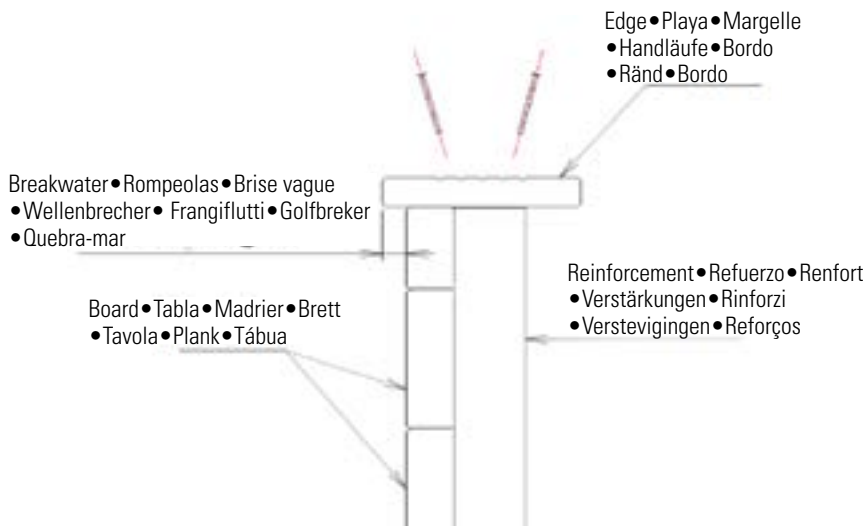 Edge•Playa•Margelle
•Handläufe•Bordo
•Ränd•Bordo
Breakwater•Rompeolas•Brise vague
•Wellenbrecher• Frangiflutti•Golfbreker
•Quebra-mar
Reinforcement•Refuerzo•Renfort
•Verstärkungen•Rinforzi
•Verstevigingen•Reforços
Board•Tabla•Madrier•Brett
•Tavola•Plank•Tábua